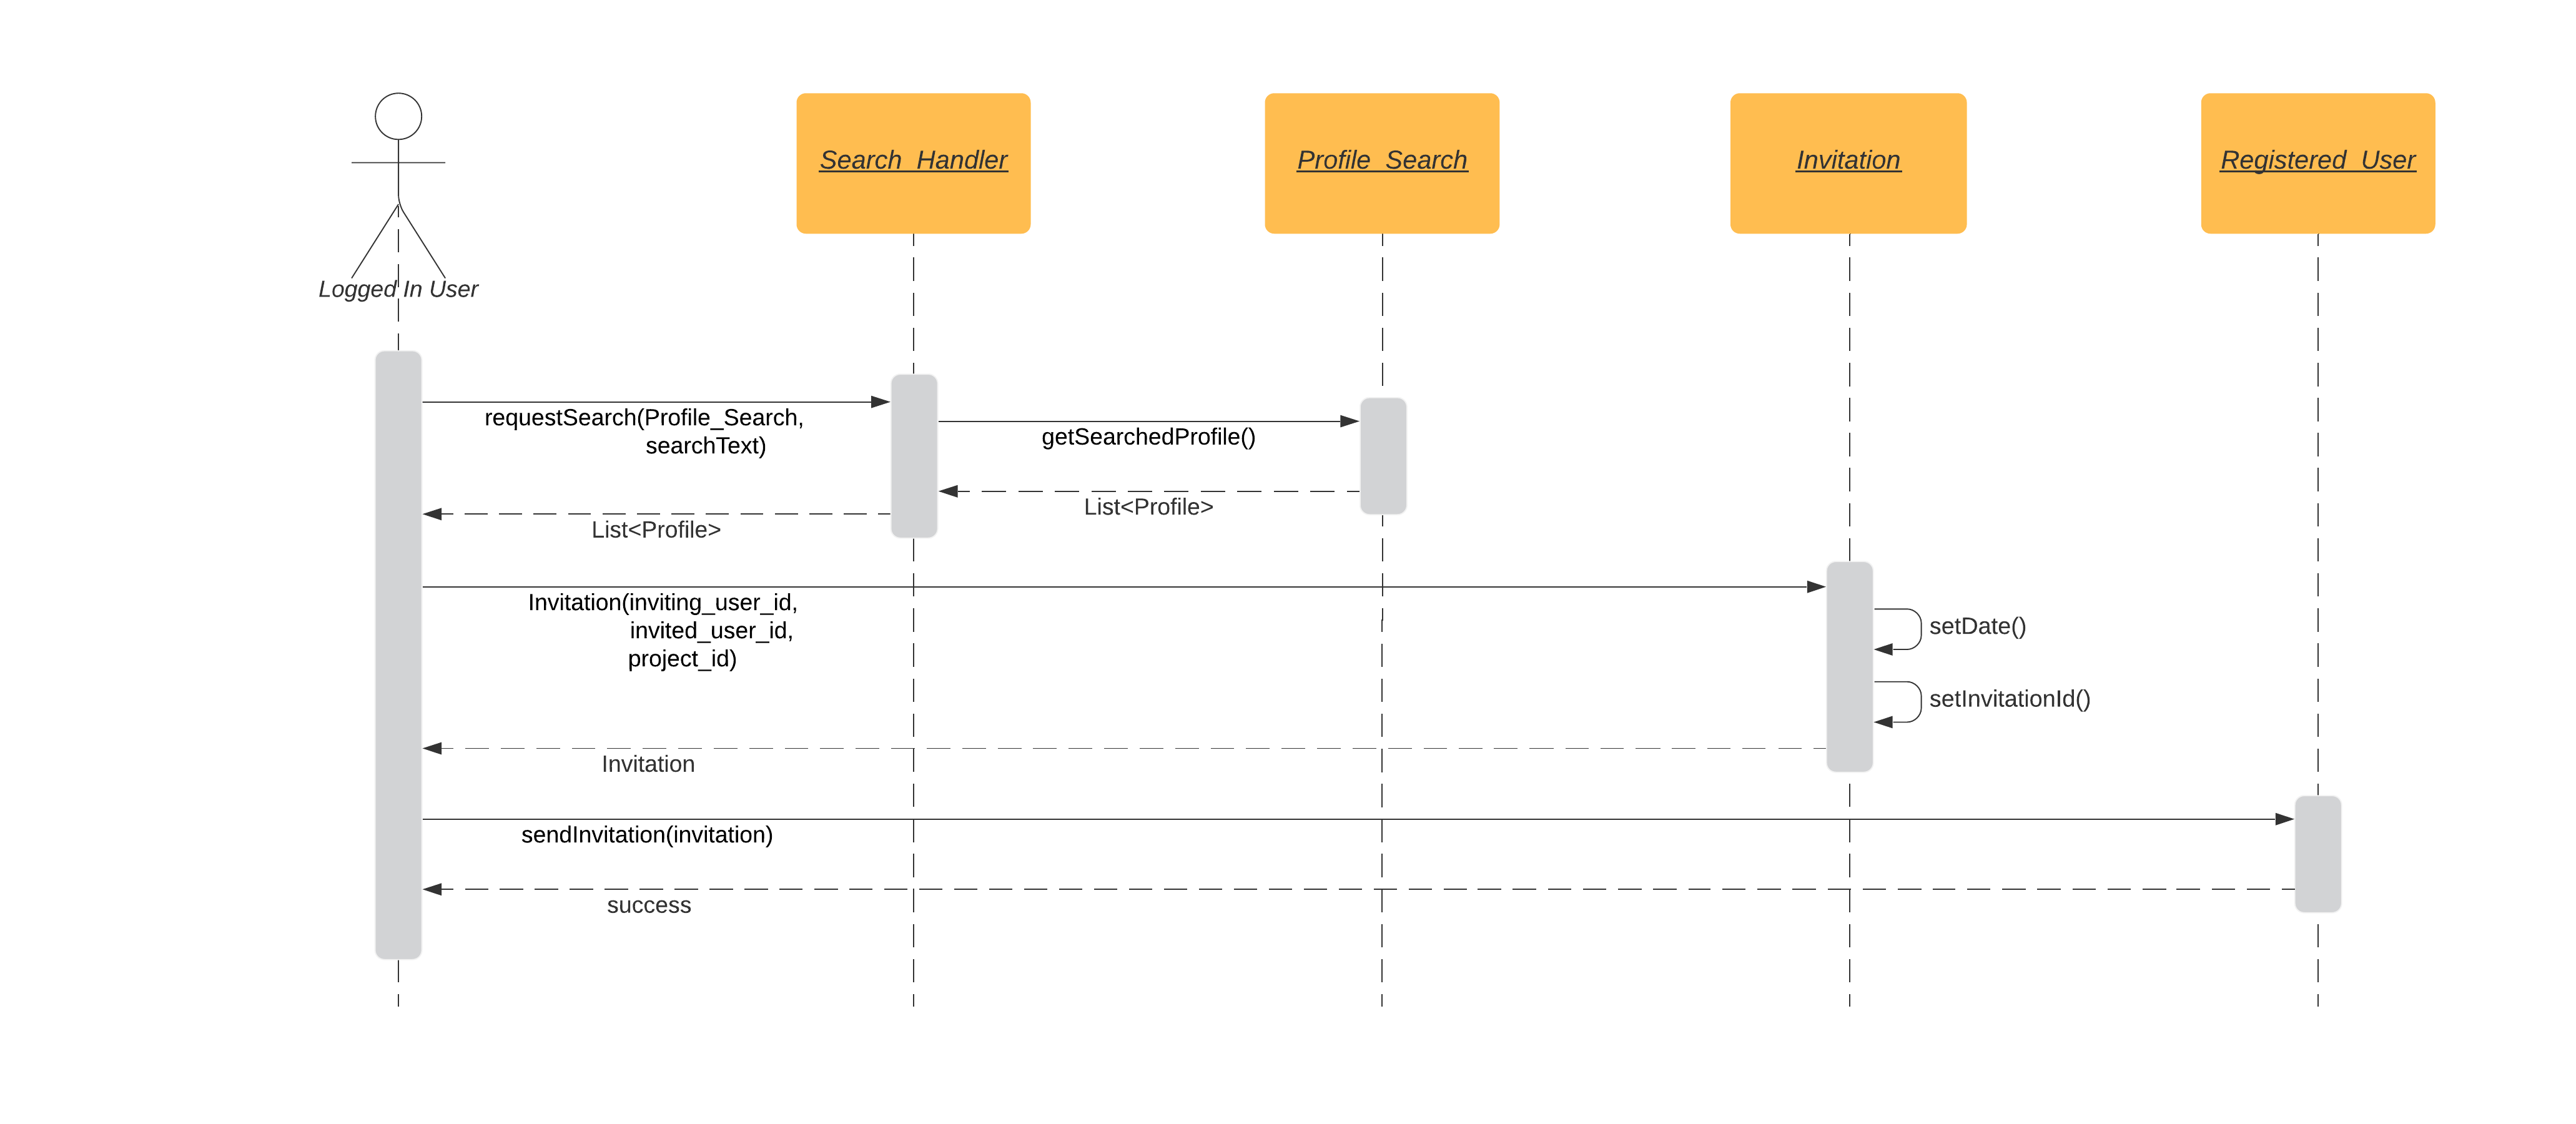 Search_Handler
Profile_Search
Invitation
Registered_User
Logged In User
requestSearch(Profile_Search,
searchText)
getSearchedProfile()
List<Profile>
List<Profile>
Invitation(inviting_user_id,
invited_user_id,
project_id)
setDate()
setInvitationId()
Invitation
sendInvitation(invitation)
success